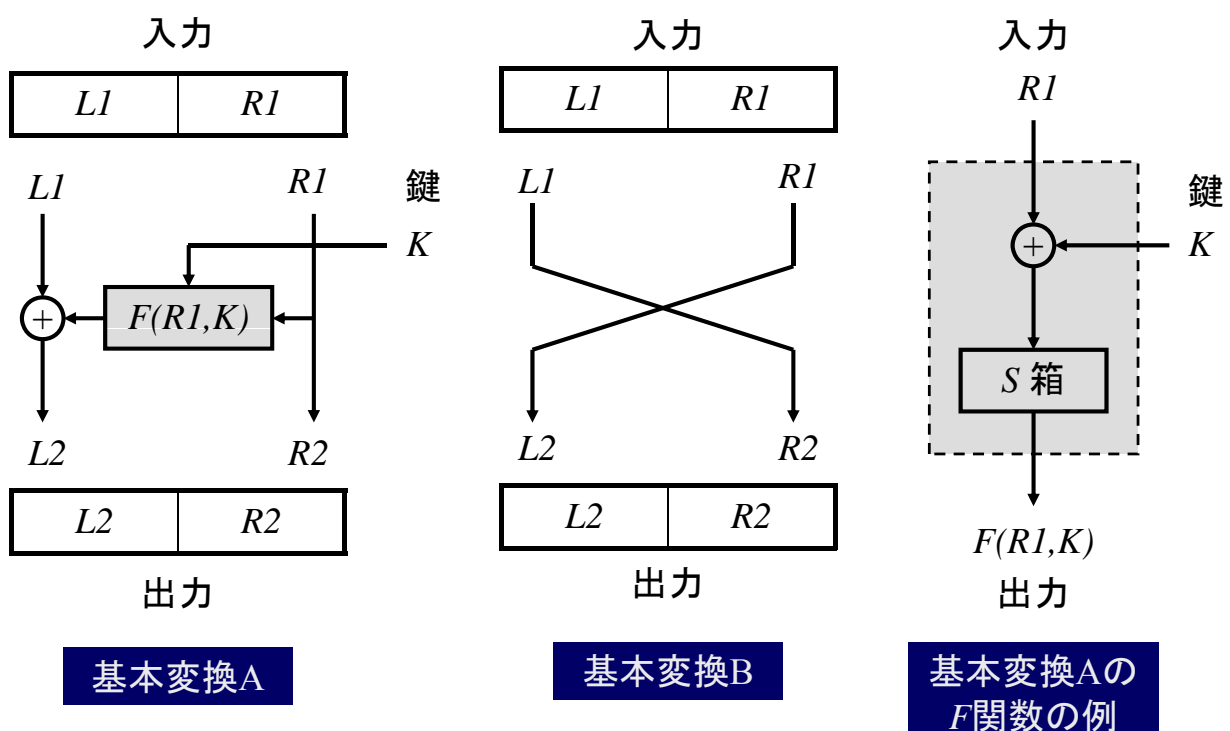 入力
L1 R1
L1 R1 鍵
K
+ F(R1,K)
L2 R2
L2 R2
出力
基本変換A
入力
L1 R1
L1 R1
L2 R2
L2 R2
出力
基本変換B
入力
R1
鍵
+ K
S 箱
F(R1,K)
出力
基本変換Aの
F関数の例